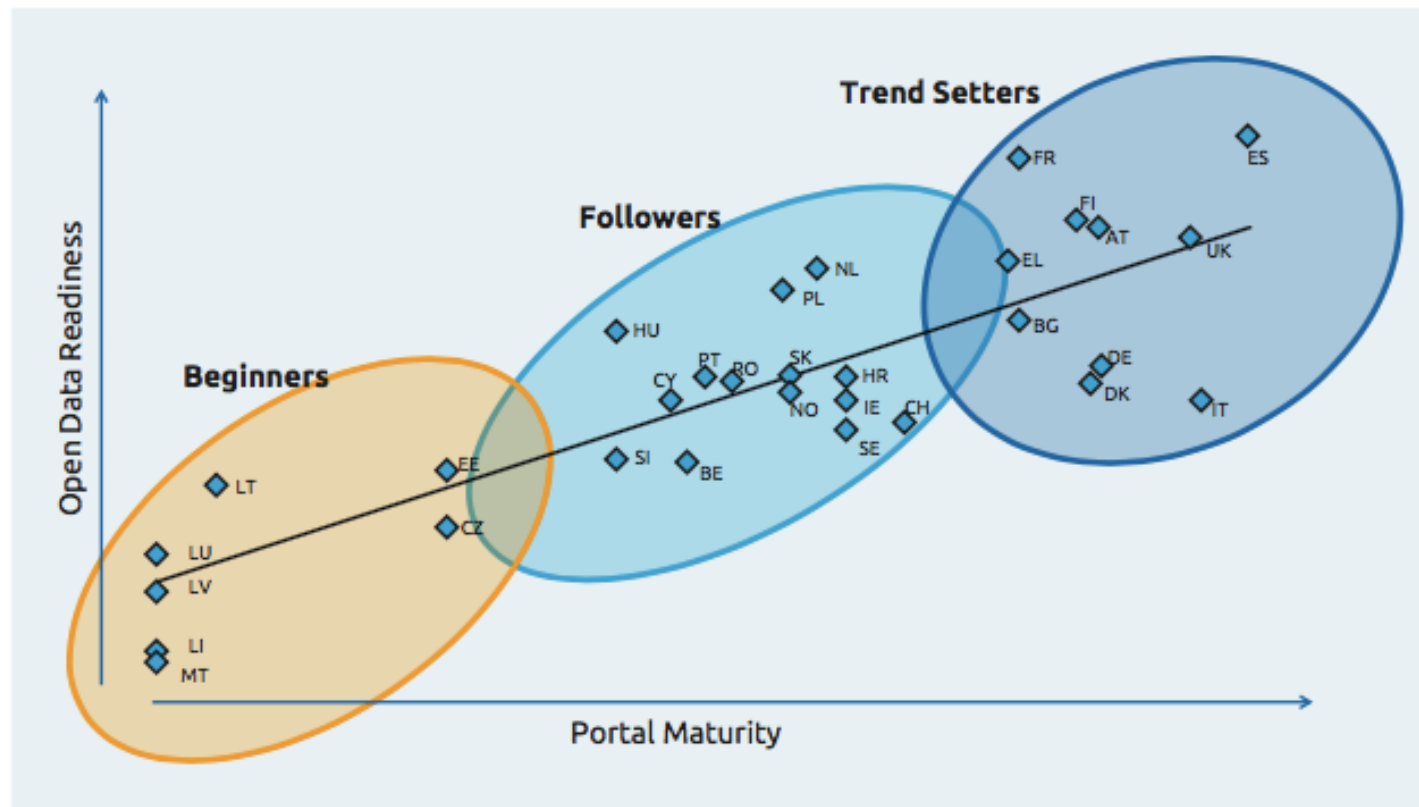 Trend Setters
ES
FR
Followers
FI
AT
UK
EL
NL
PL
BG
HU
Beginners
PT
RO
SK
HR
DE
CY
NO
IE
CH
DK
IT
SE
SI
BE
EE
LT
CZ
LU
LV
LI
MT
Open Data Readiness
Portal Maturity